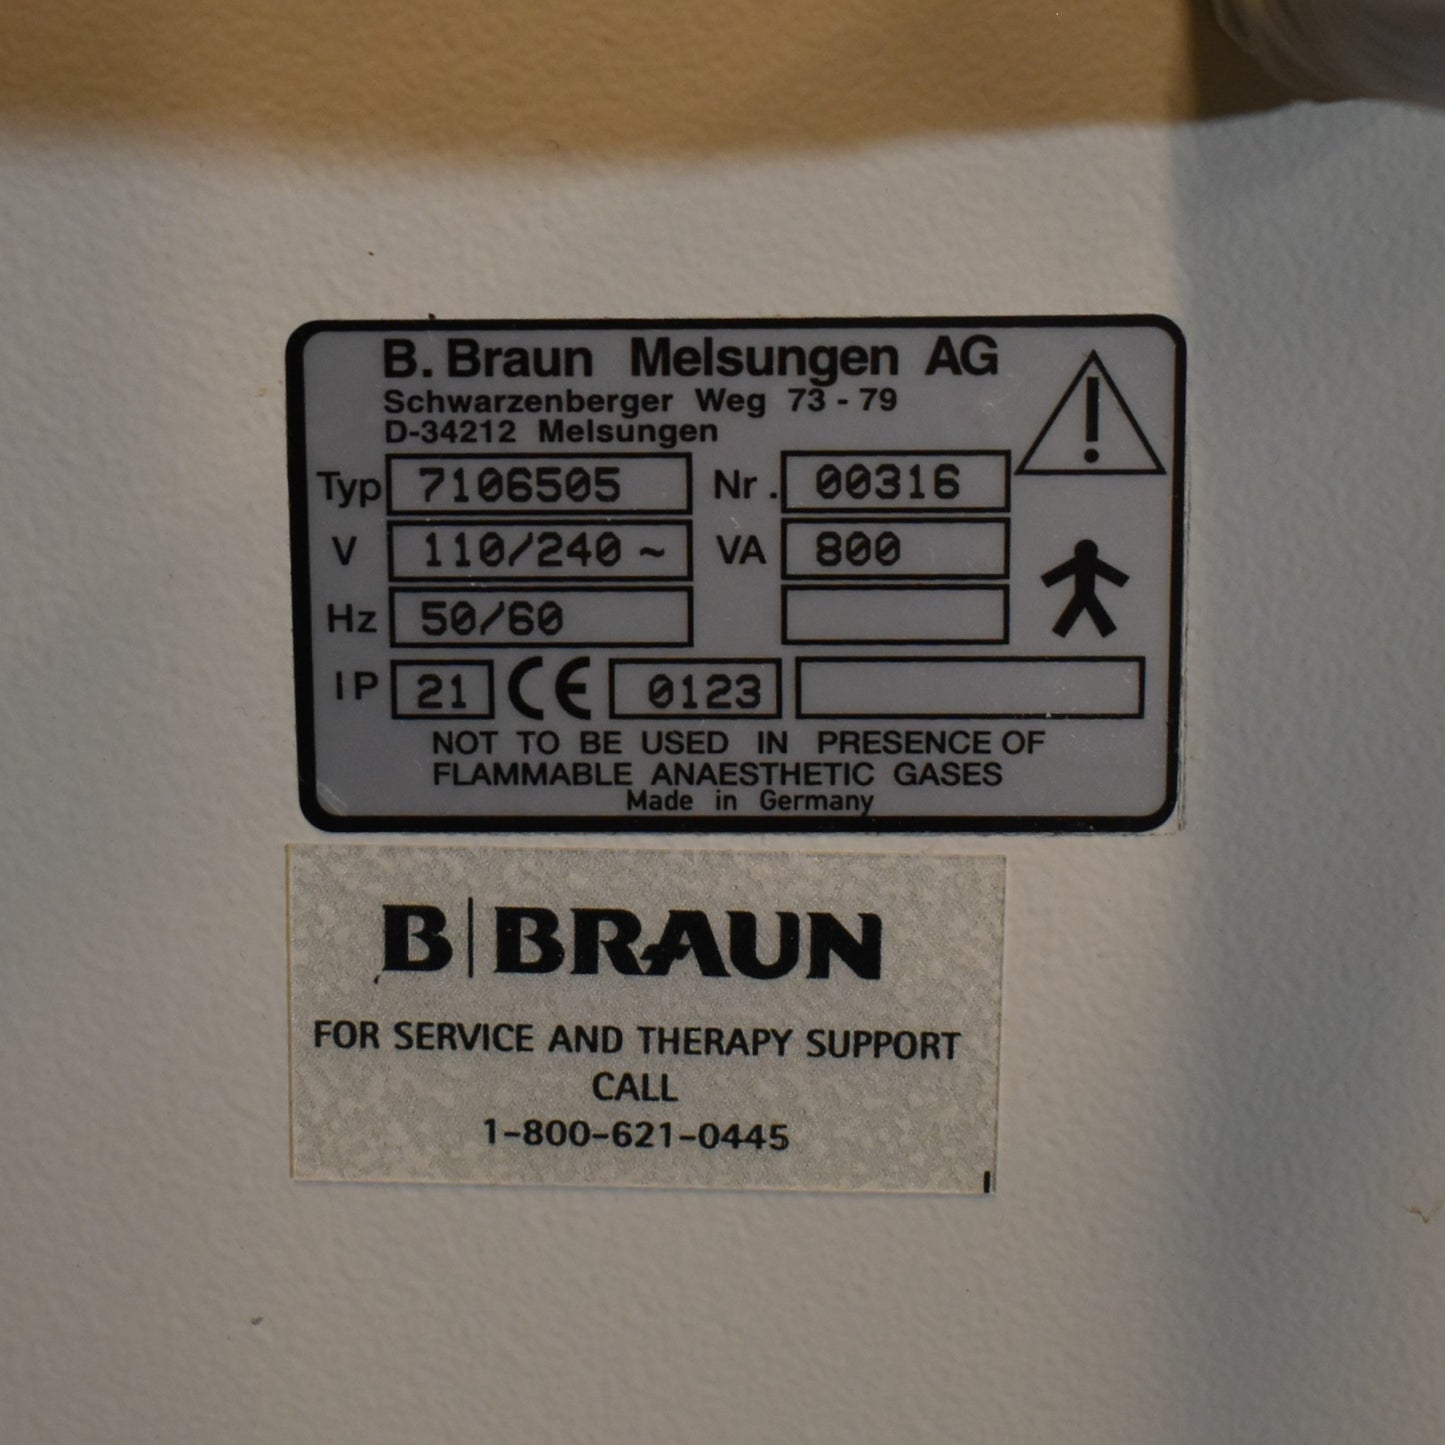 B. Braun Melsungen AG
Schwarzenberger Weg 73 - 79
D-34212 Melsungen
Typ 7106505 Nr. 00316
V 110/240 ~ VA 800
Hz 50/60
IP 21 CE 0123
NOT TO BE USED IN PRESENCE OF
FLAMMABLE ANAESTHETIC GASES
Made in Germany
B|BRAUN
FOR SERVICE AND THERAPY SUPPORT
CALL
1-800-621-0445